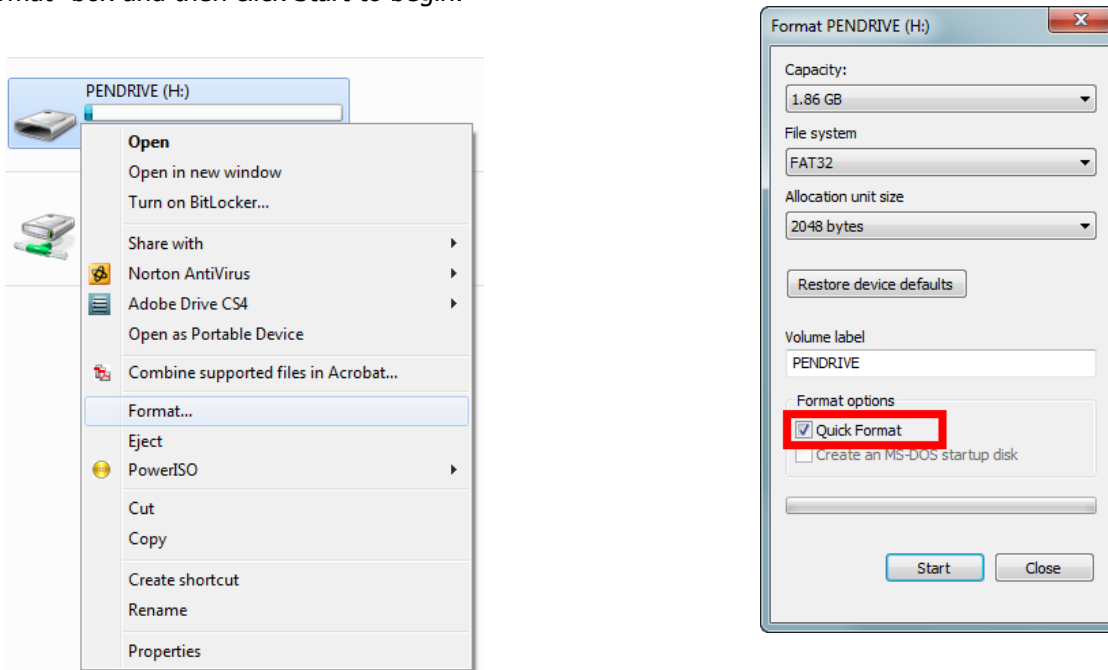 format" box and then click Start to begin.
PENDRIVE (H:)
Open
Open in new window
Turn on BitLocker...
Share with
Norton AntiVirus
Adobe Drive CS4
Open as Portable Device
Combine supported files in Acrobat...
Format...
Eject
PowerISO
Cut
Copy
Create shortcut
Rename
Properties
Format PENDRIVE (H:)
Capacity:
1.86 GB
File system
FAT32
Allocation unit size
2048 bytes
Restore device defaults
Volume label
PENDRIVE
Format options
Quick Format
Create an MS-DOS startup disk
Start
Close